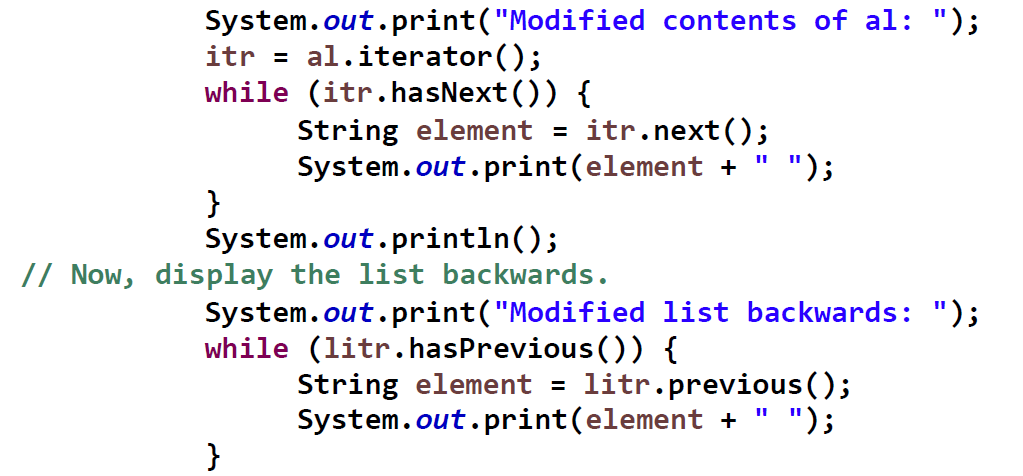 System.out.print("Modified contents of al: ");
itr = al.iterator();
while (itr.hasNext()) {
String element = itr.next();
System.out.print(element + " ");
}
System.out.println();
// Now, display the list backwards.
System.out.print("Modified list backwards: ");
while (litr.hasPrevious()) {
String element = litr.previous();
System.out.print(element + " ");
}